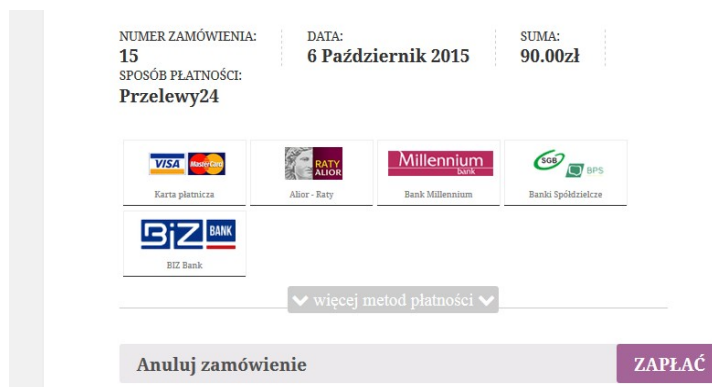 NUMER ZAMÓWIENIA:
15
DATA:
6 Październik 2015
SUMA:
90.00zł
SPOSÓB PŁATNOŚCI:
Przelewy24
VISA MasterCard
Karta płatnicza
RATY
ALIOR
Alior - Raty
Millennium
bank
Bank Millennium
SGB
BPS
Banki Spółdzielcze
BIZ BANK
BIZ Bank
więcej metod płatności
Anuluj zamówienie
ZAPŁAĆ